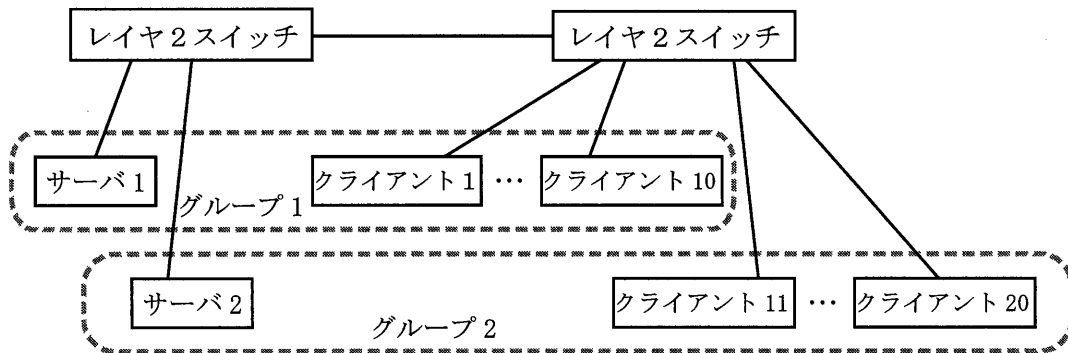 レイヤ2スイッチ
レイヤ2スイッチ
サーバ1
クライアント1
…
クライアント10
グループ1
サーバ2
クライアント11
…
クライアント20
グループ2